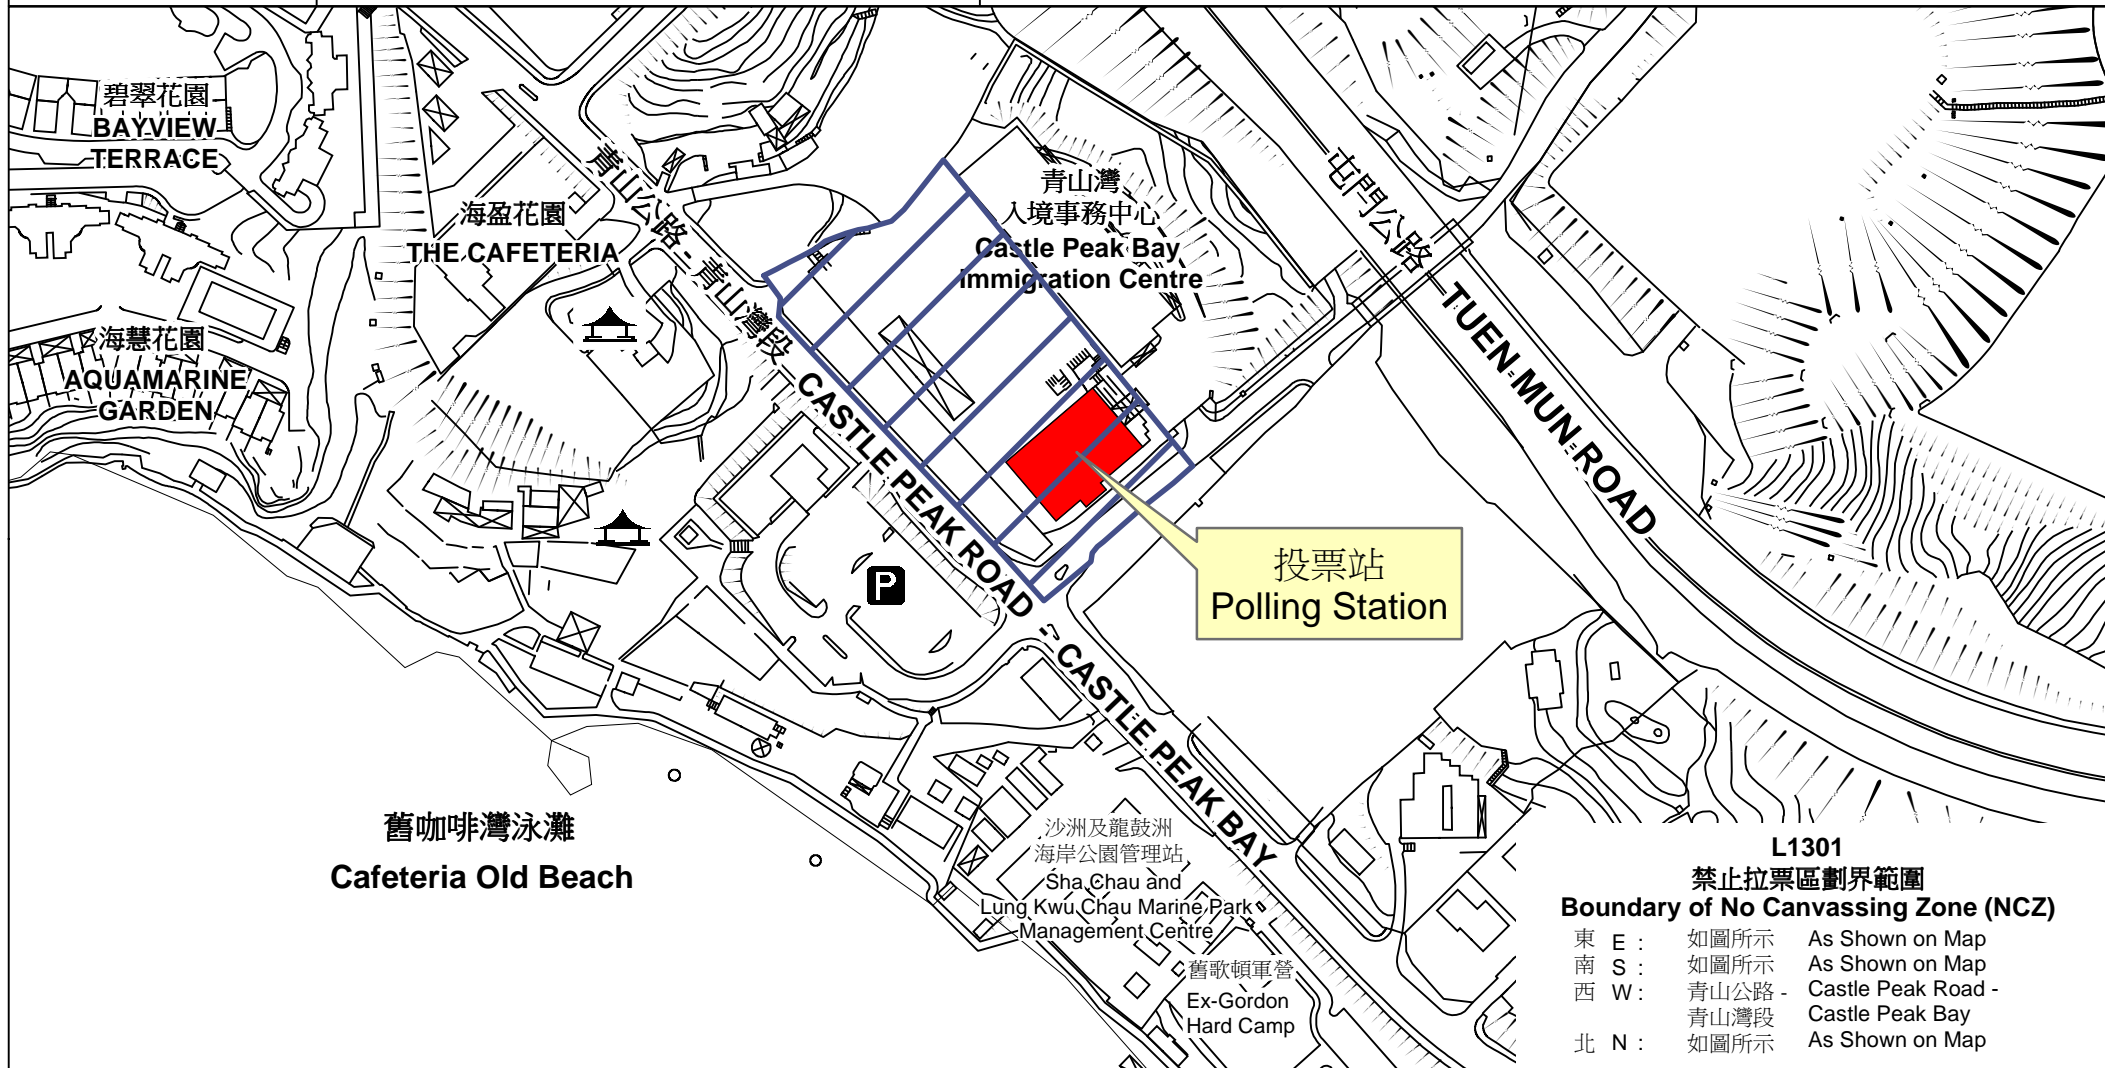 碧翠花園
BAYVIEW
TERRACE
海盈花園
THE CAFETERIA
海慧花園
AQUAMARINE
GARDEN
青山公路 - 青山灣段
CASTLE PEAK ROAD - CASTLE PEAK BAY
青山灣
入境事務中心
Castle Peak Bay
Immigration Centre
屯門公路
TUEN MUN ROAD
投票站
Polling Station
P
舊咖啡灣泳灘
Cafeteria Old Beach
沙洲及龍鼓洲
海岸公園管理站
Sha Chau and
Lung Kwu Chau Marine Park
Management Centre
舊歌頓軍營
Ex-Gordon
Hard Camp
L1301
禁止拉票區劃界範圍
Boundary of No Canvassing Zone (NCZ)
東 E : 如圖所示 As Shown on Map
南 S : 如圖所示 As Shown on Map
西 W : 青山公路 - Castle Peak Road -
青山灣段 Castle Peak Bay
北 N : 如圖所示 As Shown on Map